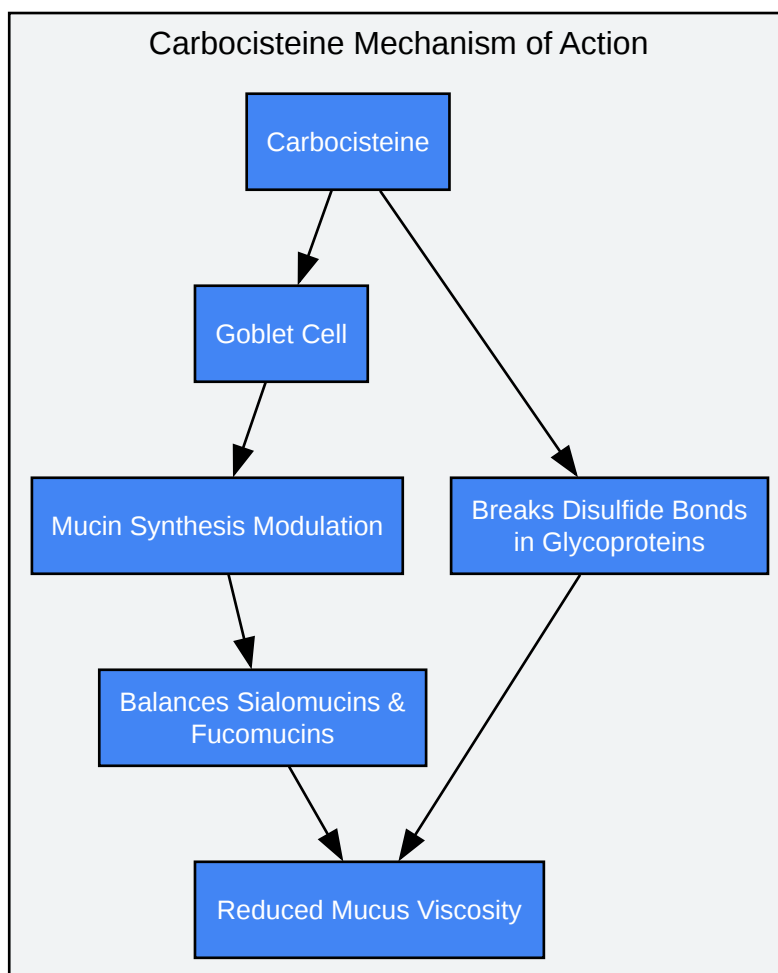 Carbocisteine Mechanism of Action
Carbocisteine
Goblet Cell
Mucin Synthesis Modulation
Breaks Disulfide Bonds
in Glycoproteins
Balances Sialomucins &
Fucomucins
Reduced Mucus Viscosity